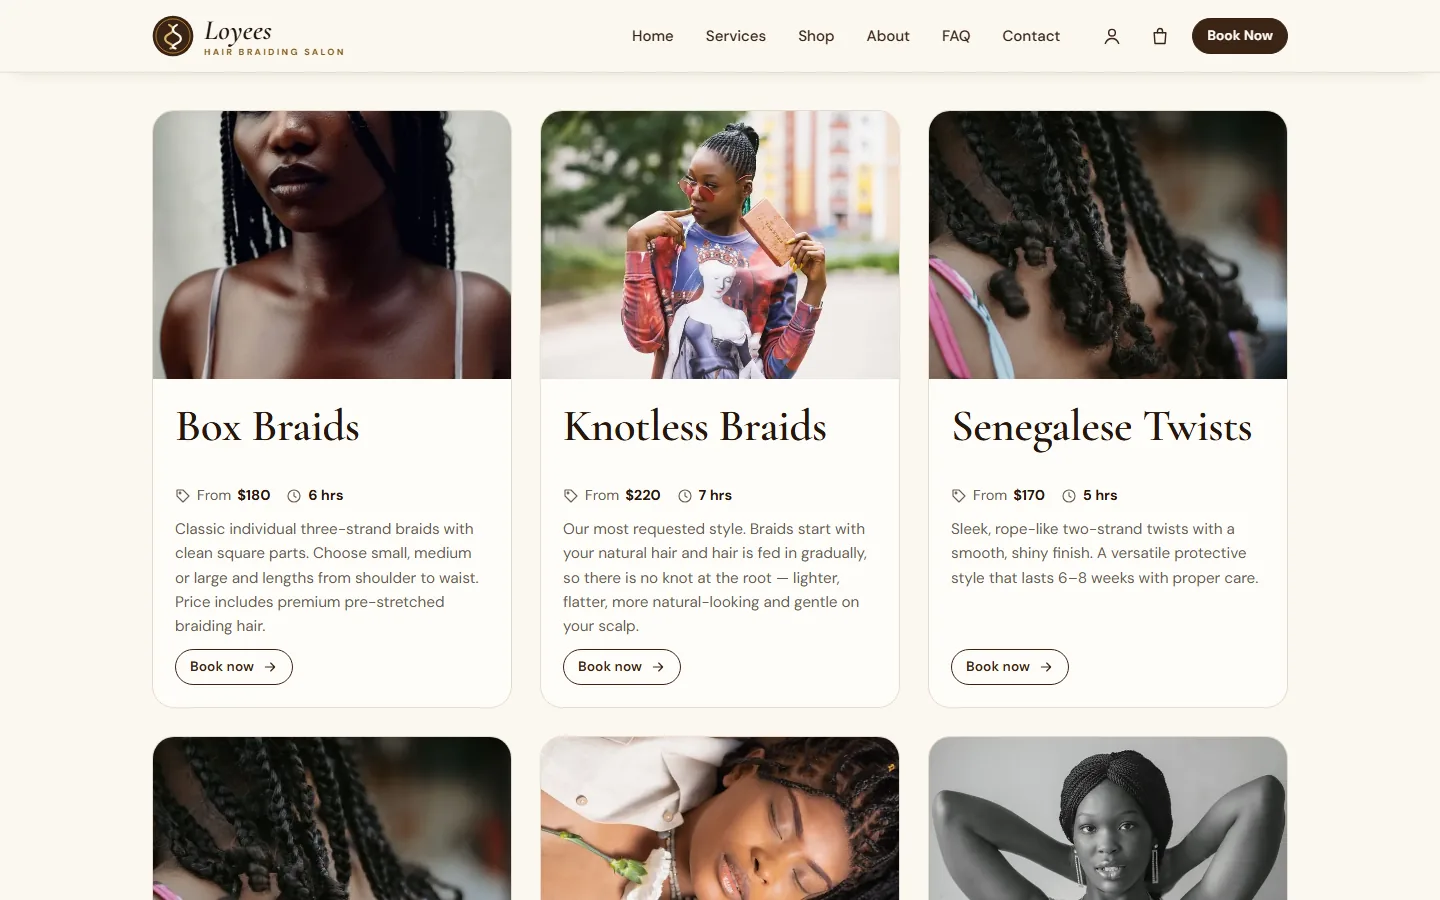 Loyees
HAIR BRAIDING SALON
Home
Services
Shop
About
FAQ
Contact
Book Now
Box Braids
From $180 6 hrs
Classic individual three-strand braids with
clean square parts. Choose small, medium
or large and lengths from shoulder to waist.
Price includes premium pre-stretched
braiding hair.
Book now
Knotless Braids
From $220 7 hrs
Our most requested style. Braids start with
your natural hair and hair is fed in gradually,
so there is no knot at the root — lighter,
flatter, more natural-looking and gentle on
your scalp.
Book now
Senegalese Twists
From $170 5 hrs
Sleek, rope-like two-strand twists with a
smooth, shiny finish. A versatile protective
style that lasts 6–8 weeks with proper care.
Book now